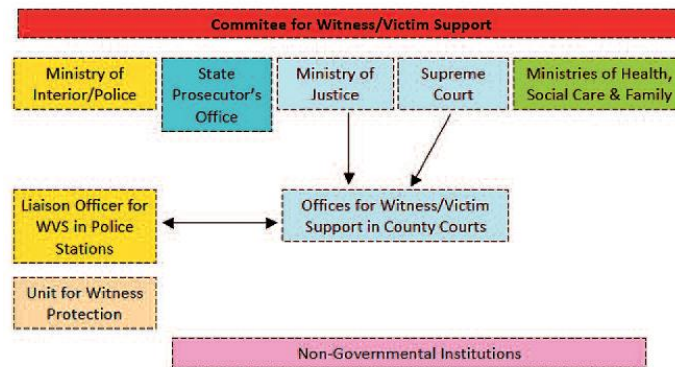 Commitee for Witness/Victim Support
Ministry of
Interior/Police
State
Prosecutor's
Office
Ministry of
Justice
Supreme
Court
Ministries of Health,
Social Care & Family
Liaison Officer for
WVS in Police
Stations
Offices for Witness/Victim
Support in County Courts
Unit for Witness
Protection
Non-Governmental Institutions